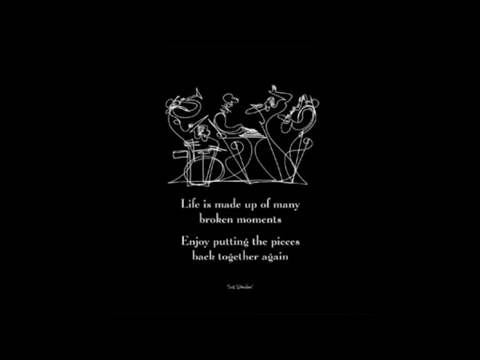 Life is made up of many
broken moments
Enjoy putting the pieces
back together again